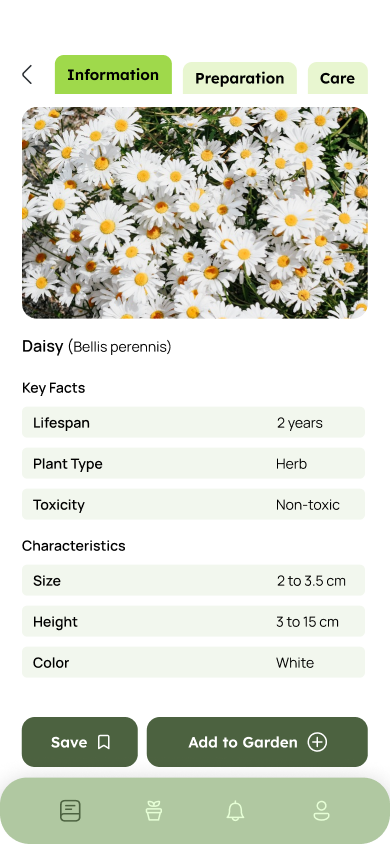 Information
Preparation
Care
Daisy (Bellis perennis)
Key Facts
Lifespan 2 years
Plant Type Herb
Toxicity Non-toxic
Characteristics
Size 2 to 3.5 cm
Height 3 to 15 cm
Color White
Save
Add to Garden